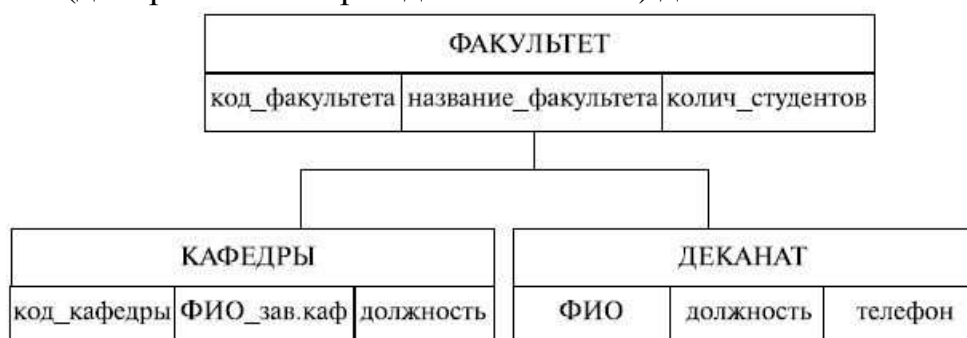 ФАКУЛЬТЕТ
код_факультета название_факультета колич_студентов
КАФЕДРЫ ДЕКАНАТ
код_кафедры ФИО_зав.каф должность ФИО должность телефон